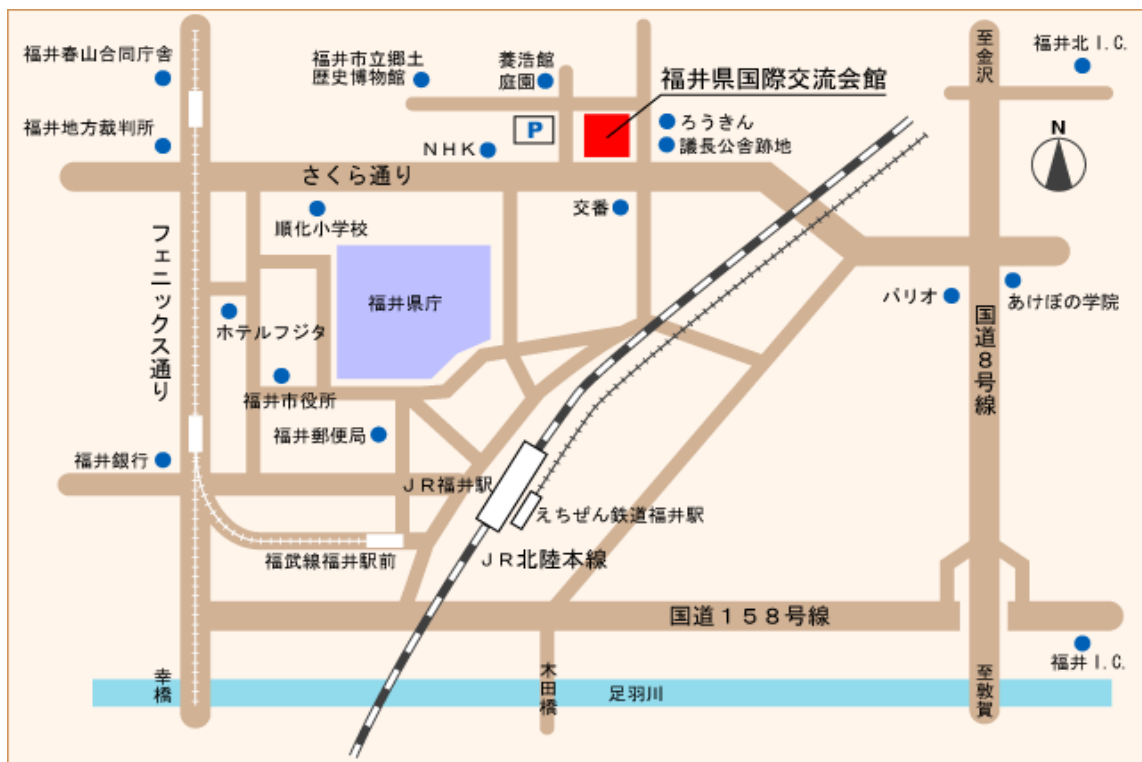 福井春山合同庁舎
福井市立郷土
歴史博物館
養浩館
庭園
福井県国際交流会館
至金沢
福井北I.C.
福井地方裁判所
P
ろうきん
NHK
議長公舎跡地
N
さくら通り
交番
順化小学校
フェニックス通り
福井県庁
パリオ
あけぼの学院
ホテルフジタ
国道8号線
福井市役所
福井郵便局
福井銀行
JR福井駅
えちぜん鉄道福井駅
福武線福井駅前
JR北陸本線
国道158号線
福井I.C.
幸橋
木田橋
足羽川
至敦賀